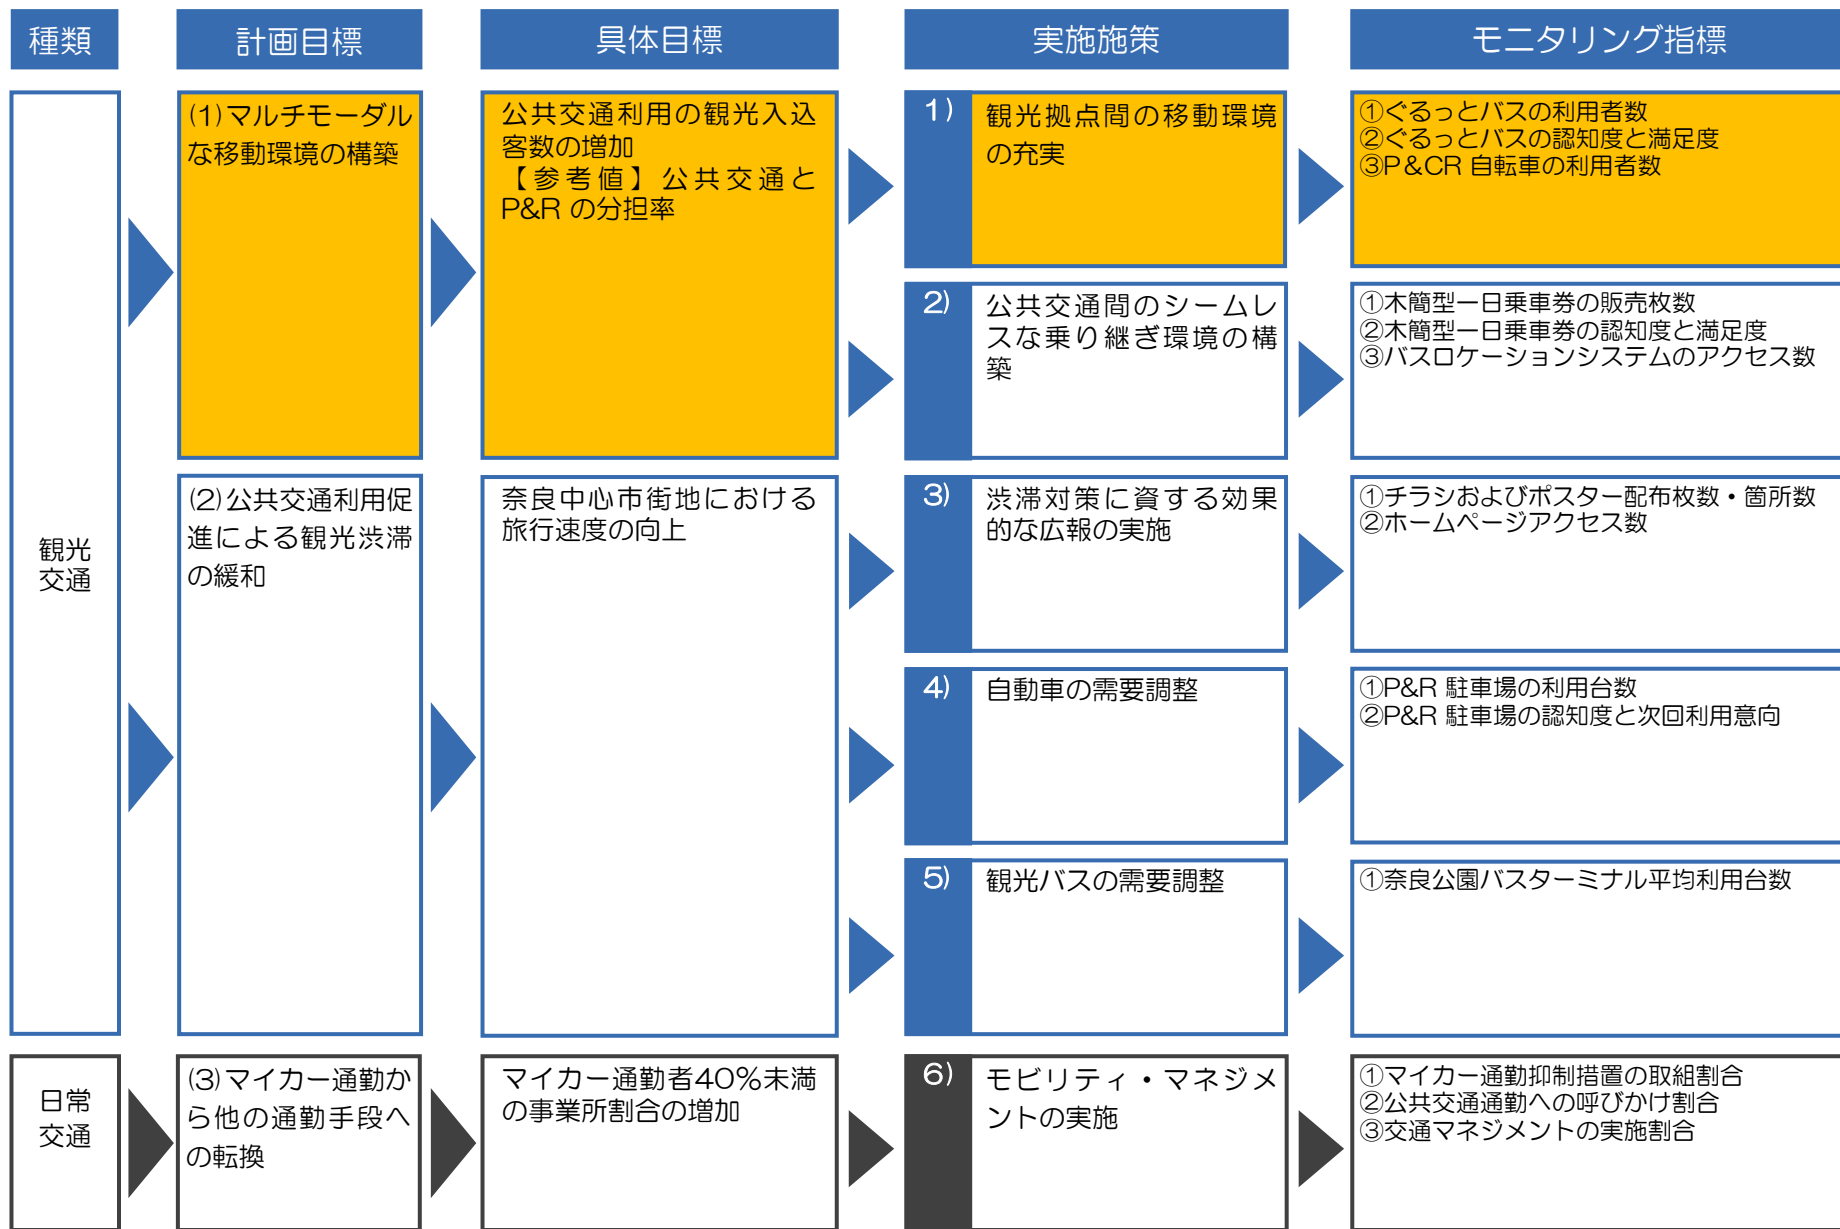 種類
計画目標
具体目標
実施施策
モニタリング指標
観光
交通
(1)マルチモーダル
な移動環境の構築
公共交通利用の観光入込
客数の増加
【参考値】公共交通と
P&R の分担率
1)
観光拠点間の移動環境
の充実
①ぐるっとバスの利用者数
②ぐるっとバスの認知度と満足度
③P&CR 自転車の利用者数
2)
公共交通間のシームレ
スな乗り継ぎ環境の構
築
①木簡型一日乗車券の販売枚数
②木簡型一日乗車券の認知度と満足度
③バスロケーションシステムのアクセス数
(2)公共交通利用促
進による観光渋滞
の緩和
奈良中心市街地における
旅行速度の向上
3)
渋滞対策に資する効果
的な広報の実施
①チラシおよびポスター配布枚数・箇所数
②ホームページアクセス数
4)
自動車の需要調整
①P&R 駐車場の利用台数
②P&R 駐車場の認知度と次回利用意向
5)
観光バスの需要調整
①奈良公園バスターミナル平均利用台数
日常
交通
(3)マイカー通勤か
ら他の通勤手段へ
の転換
マイカー通勤者40%未満
の事業所割合の増加
6)
モビリティ・マネジメ
ントの実施
①マイカー通勤抑制措置の取組割合
②公共交通通勤への呼びかけ割合
③交通マネジメントの実施割合